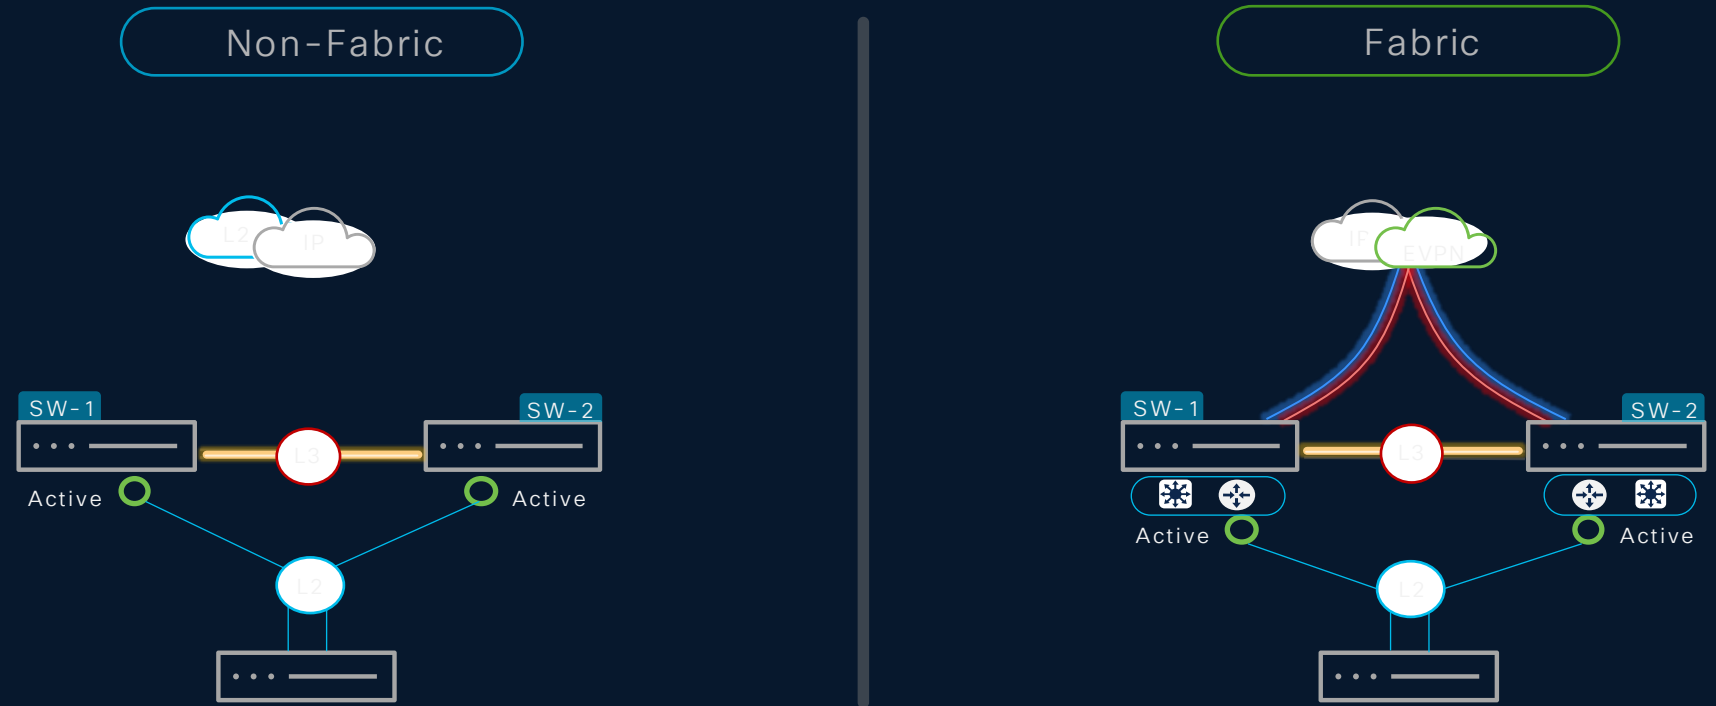 Non-Fabric
L2
IP
SW-1
SW-2
L3
Active
Active
L2
Fabric
IP
EVPN
SW-1
SW-2
L3
Active
Active
L2